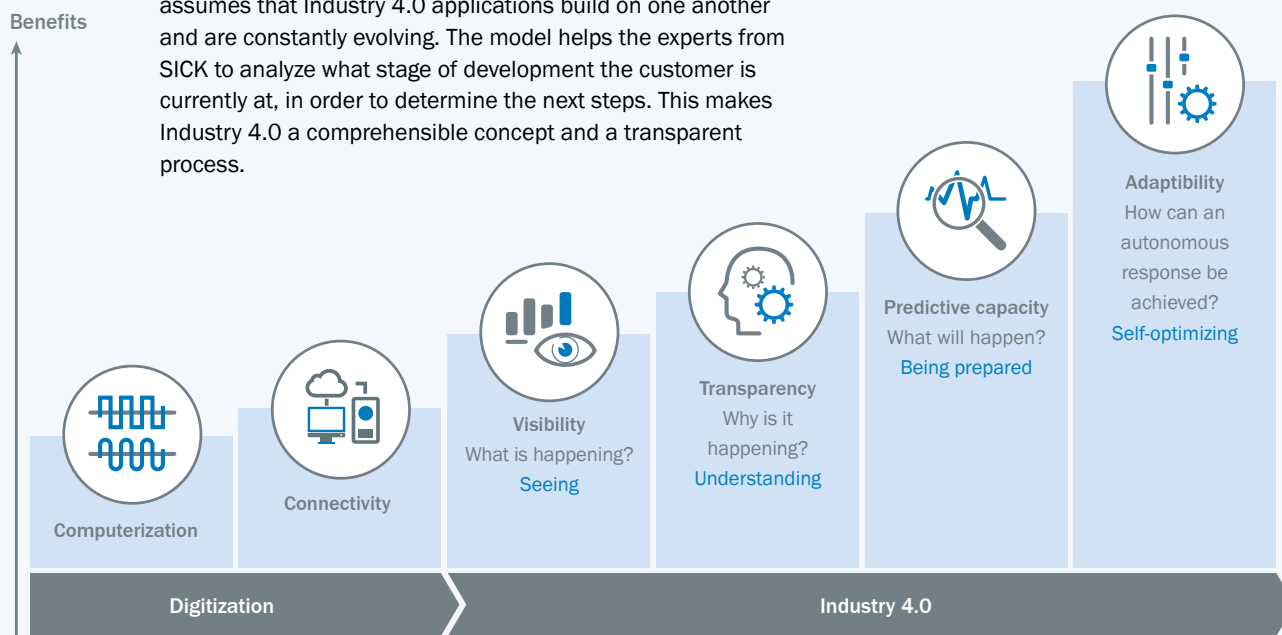 assumes that Industry 4.0 applications build on one another
Benefits
and are constantly evolving. The model helps the experts from
SICK to analyze what stage of development the customer is
currently at, in order to determine the next steps. This makes
Industry 4.0 a comprehensible concept and a transparent
process.
Computerization
Connectivity
Visibility
What is happening?
Seeing
Transparency
Why is it
happening?
Understanding
Predictive capacity
What will happen?
Being prepared
Adaptibility
How can an
autonomous
response be
achieved?
Self-optimizing
Digitization
Industry 4.0